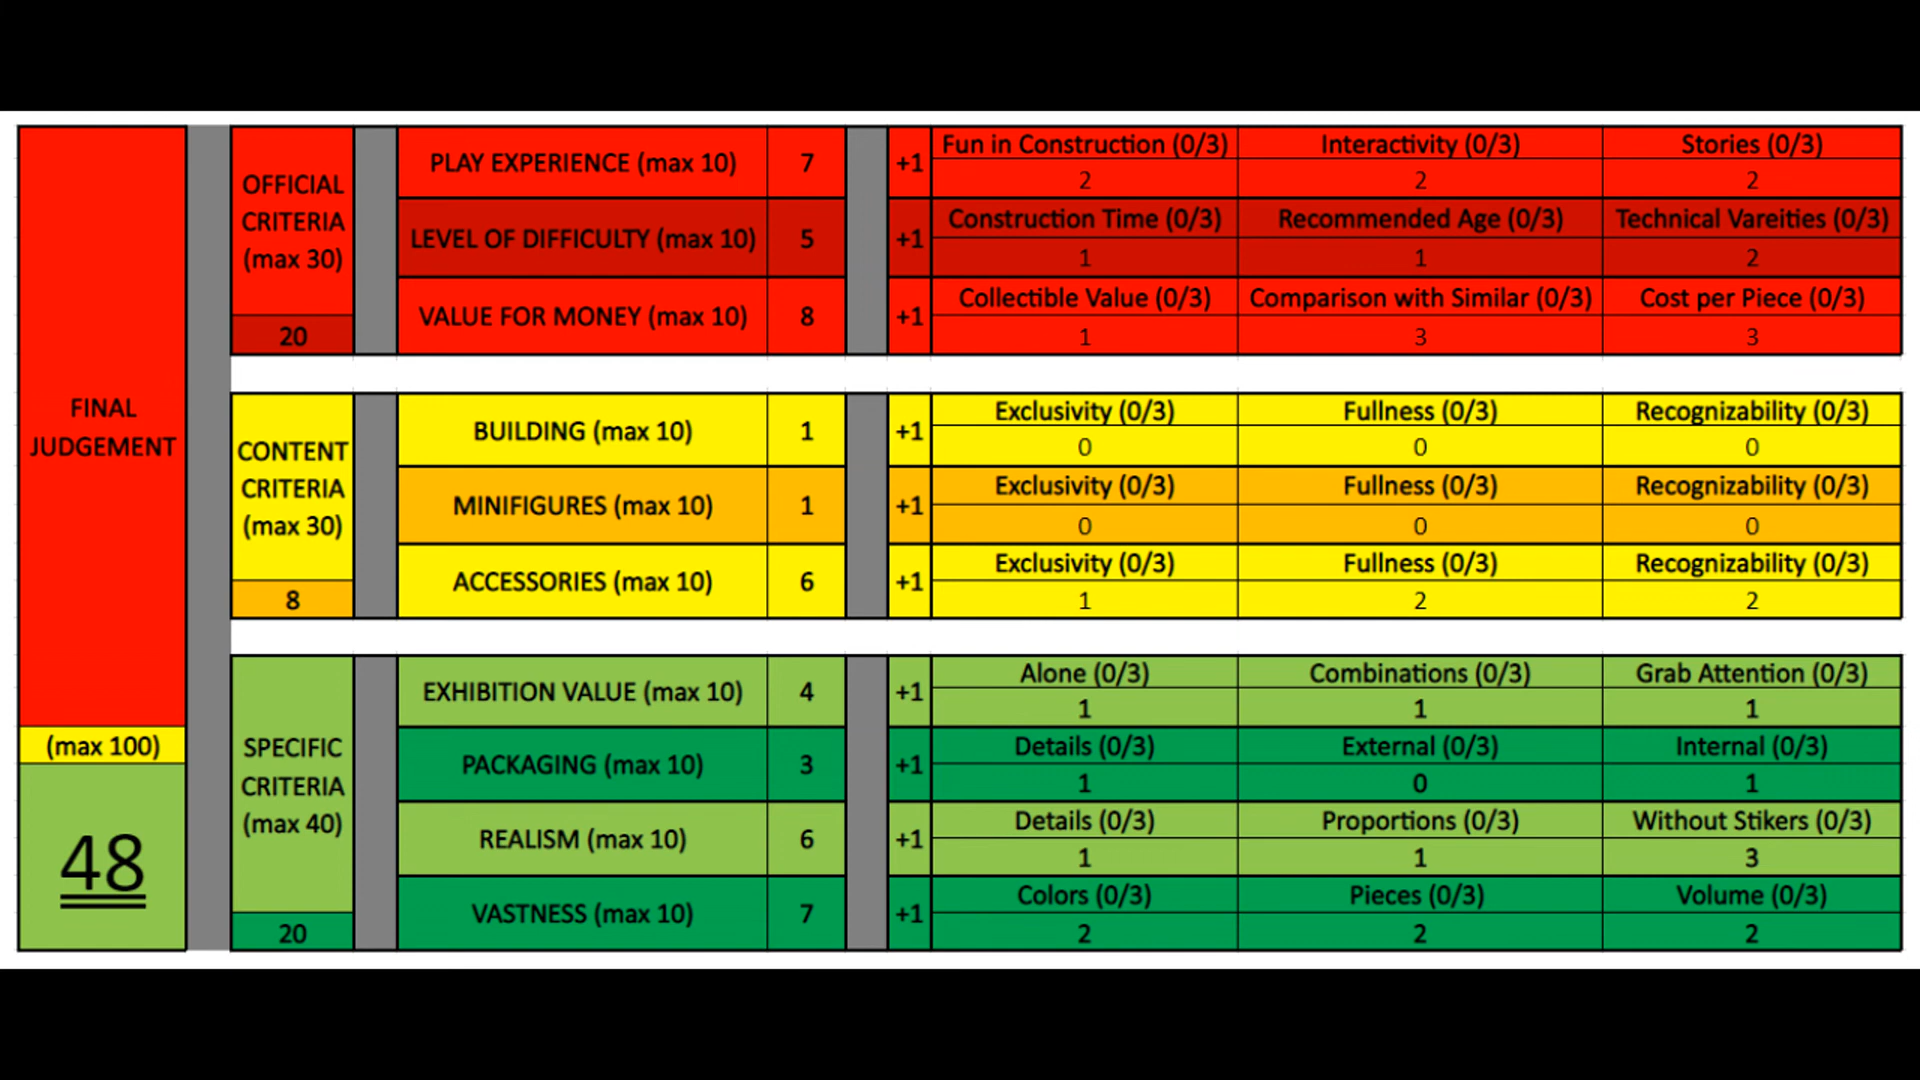 FINAL
JUDGEMENT
(max 100)
48
OFFICIAL
CRITERIA
(max 30)
20
PLAY EXPERIENCE (max 10) 7 +1 Fun in Construction (0/3) Interactivity (0/3) Stories (0/3)
2 2 2
LEVEL OF DIFFICULTY (max 10) 5 +1 Construction Time (0/3) Recommended Age (0/3) Technical Vareities (0/3)
1 1 2
VALUE FOR MONEY (max 10) 8 +1 Collectible Value (0/3) Comparison with Similar (0/3) Cost per Piece (0/3)
1 3 3
CONTENT
CRITERIA
(max 30)
8
BUILDING (max 10) 1 +1 Exclusivity (0/3) Fullness (0/3) Recognizability (0/3)
0 0 0
MINIFIGURES (max 10) 1 +1 Exclusivity (0/3) Fullness (0/3) Recognizability (0/3)
0 0 0
ACCESSORIES (max 10) 6 +1 Exclusivity (0/3) Fullness (0/3) Recognizability (0/3)
1 2 2
SPECIFIC
CRITERIA
(max 40)
20
EXHIBITION VALUE (max 10) 4 +1 Alone (0/3) Combinations (0/3) Grab Attention (0/3)
1 1 1
PACKAGING (max 10) 3 +1 Details (0/3) External (0/3) Internal (0/3)
1 0 1
REALISM (max 10) 6 +1 Details (0/3) Proportions (0/3) Without Stikers (0/3)
1 1 3
VASTNESS (max 10) 7 +1 Colors (0/3) Pieces (0/3) Volume (0/3)
2 2 2